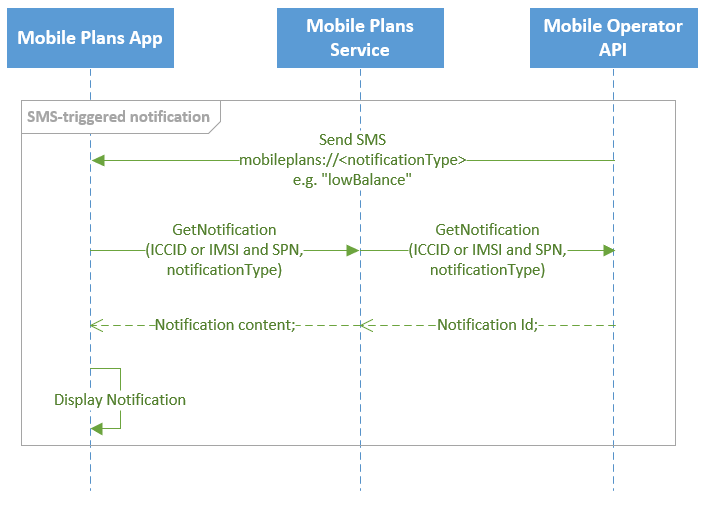 Mobile Plans App
Mobile Plans
Service
Mobile Operator
API
SMS-triggered notification
Send SMS
mobileplans://<notificationType>
e.g. "lowBalance"
GetNotification
(ICCID or IMSI and SPN,
notificationType)
GetNotification
(ICCID or IMSI and SPN,
notificationType)
Notification content;
Notification Id;
Display Notification